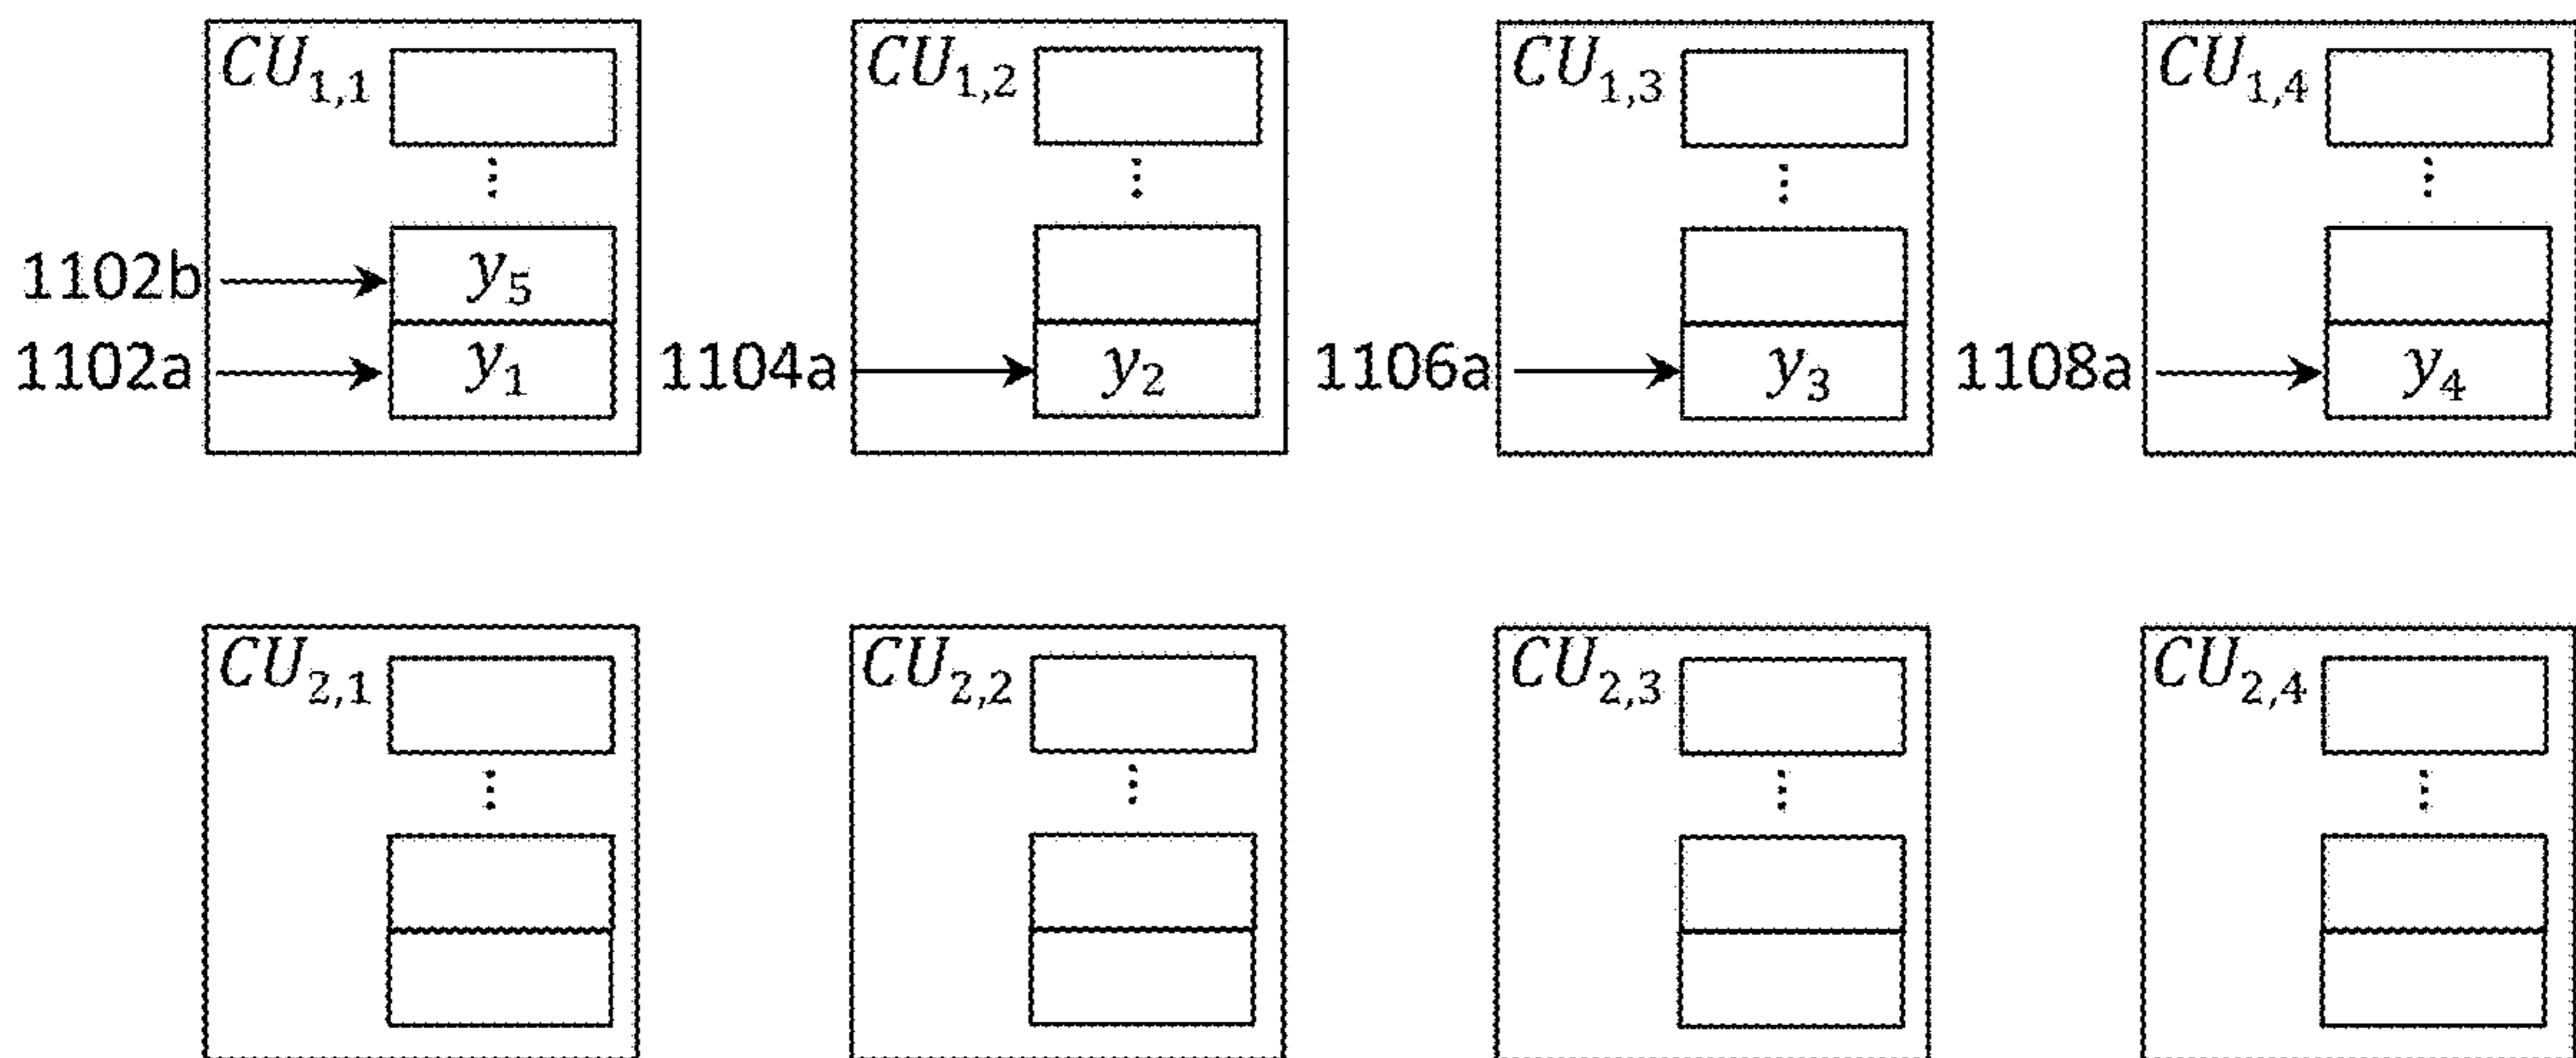 CU1,1 CU1,2 CU1,3 CU1,4
⋮ ⋮ ⋮ ⋮
1102b y5
1102a y1 1104a y2 1106a y3 1108a y4
CU2,1 CU2,2 CU2,3 CU2,4
⋮ ⋮ ⋮ ⋮